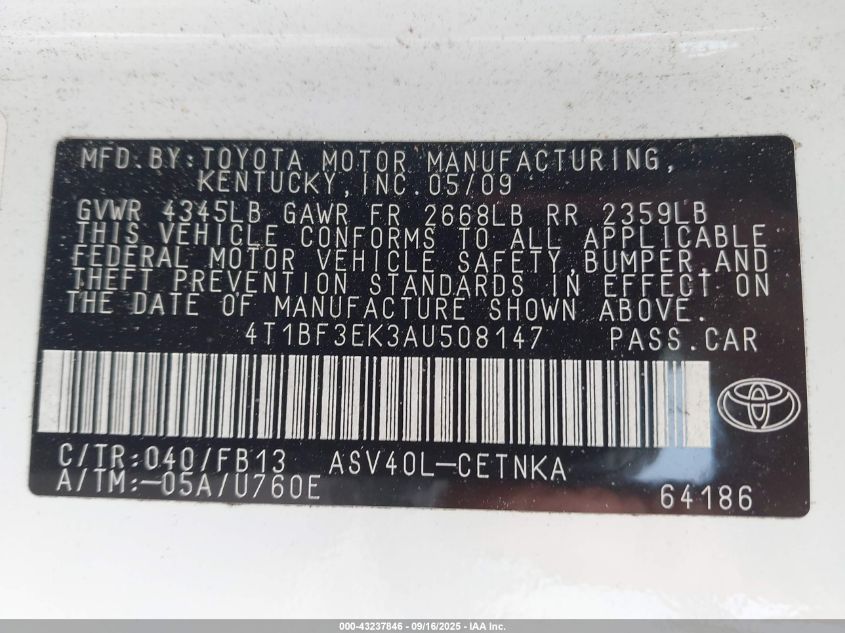 MFD.BY:TOYOTA MOTOR MANUFACTURING,
KENTUCKY,INC.05/09
GVWR 4345LB GAWR FR 2668LB RR 2359LB
THIS VEHICLE CONFORMS TO ALL APPLICABLE
FEDERAL MOTOR VEHICLE SAFETY,BUMPER,AND
THEFT PREVENTION STANDARDS IN EFFECT ON
THE DATE OF MANUFACTURE SHOWN ABOVE.
4T1BF3EK3AU508147 PASS.CAR
C/TR:040/FB13 ASV40L-CETNKA
A/TM:-05A/U760E 64186
000-43237846 - 09/16/2025 - IAA Inc.